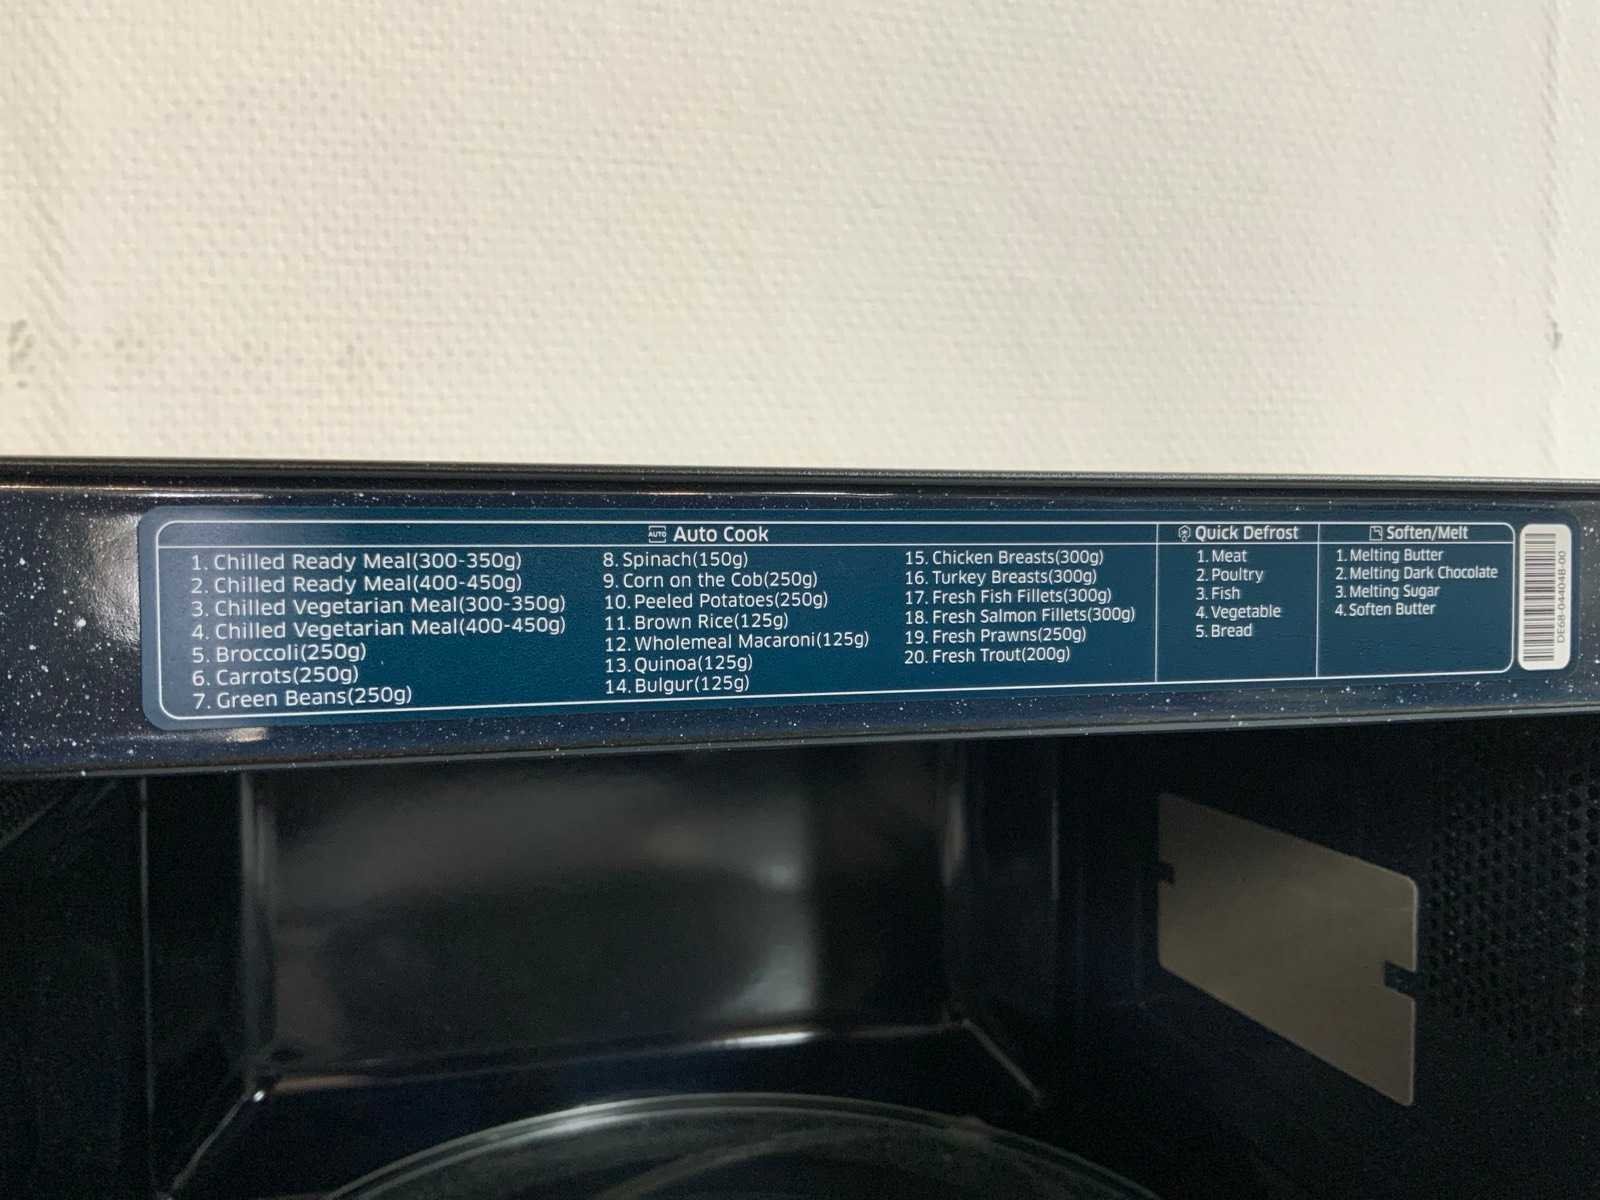 AUTO Auto Cook
1. Chilled Ready Meal(300-350g)
2. Chilled Ready Meal(400-450g)
3. Chilled Vegetarian Meal(300-350g)
4. Chilled Vegetarian Meal(400-450g)
5. Broccoli(250g)
6. Carrots(250g)
7. Green Beans(250g)
8. Spinach(150g)
9. Corn on the Cob(250g)
10. Peeled Potatoes(250g)
11. Brown Rice(125g)
12. Wholemeal Macaroni(125g)
13. Quinoa(125g)
14. Bulgur(125g)
15. Chicken Breasts(300g)
16. Turkey Breasts(300g)
17. Fresh Fish Fillets(300g)
18. Fresh Salmon Fillets(300g)
19. Fresh Prawns(250g)
20. Fresh Trout(200g)
Quick Defrost
1. Meat
2. Poultry
3. Fish
4. Vegetable
5. Bread
Soften/Melt
1. Melting Butter
2. Melting Dark Chocolate
3. Melting Sugar
4. Soften Butter
DE68-04404B-00